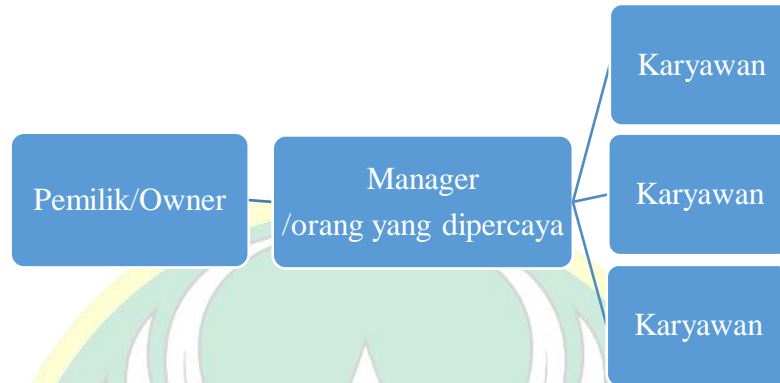 Pemilik/Owner
Manager
/orang yang dipercaya
Karyawan
Karyawan
Karyawan